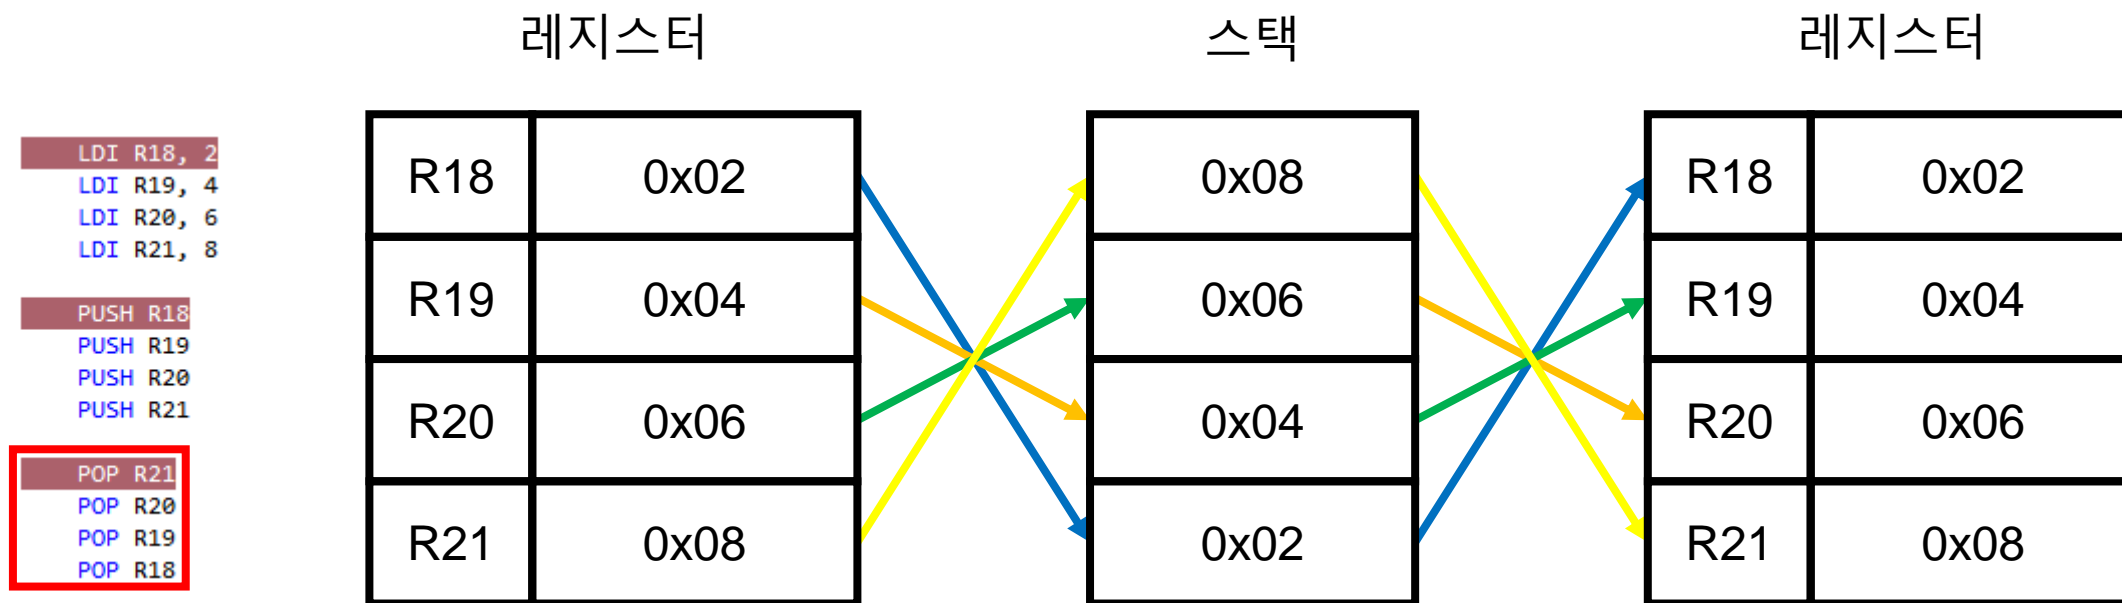 레지스터
스택
레지스터
LDI R18, 2
LDI R19, 4
LDI R20, 6
LDI R21, 8
PUSH R18
PUSH R19
PUSH R20
PUSH R21
POP R21
POP R20
POP R19
POP R18
R18 0x02
R19 0x04
R20 0x06
R21 0x08
0x08
0x06
0x04
0x02
R18 0x02
R19 0x04
R20 0x06
R21 0x08